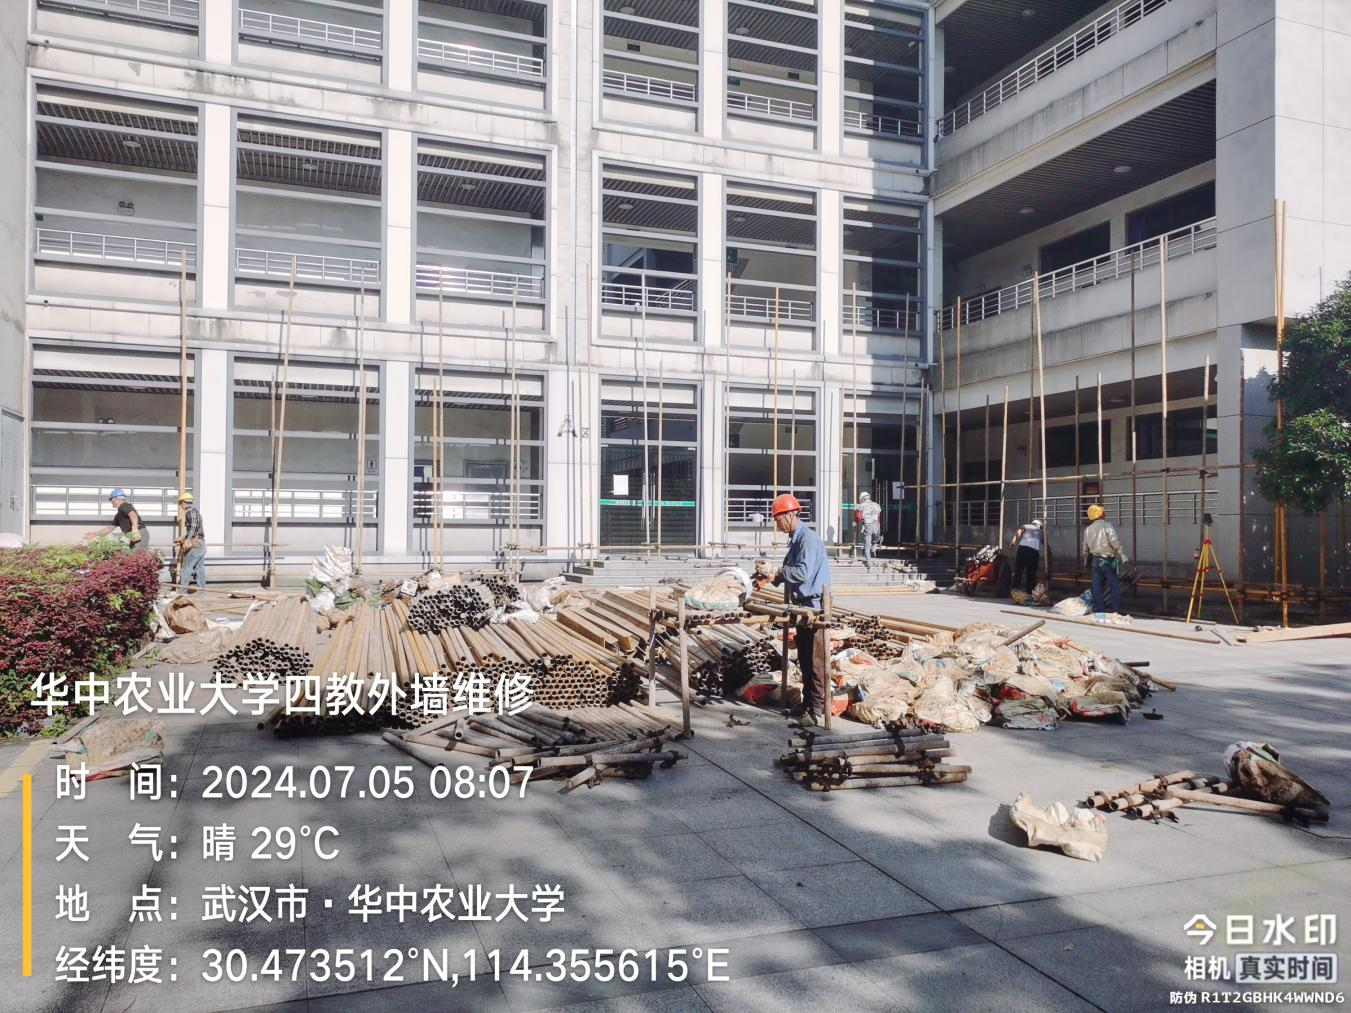 A区
华中农业大学四教外墙维修
时 间：2024.07.05 08:07
天 气：晴 29°C
地 点：武汉市·华中农业大学
经纬度：30.473512°N,114.355615°E
今日水印
相机 真实时间
防伪 R1T2GBHK4WWND6